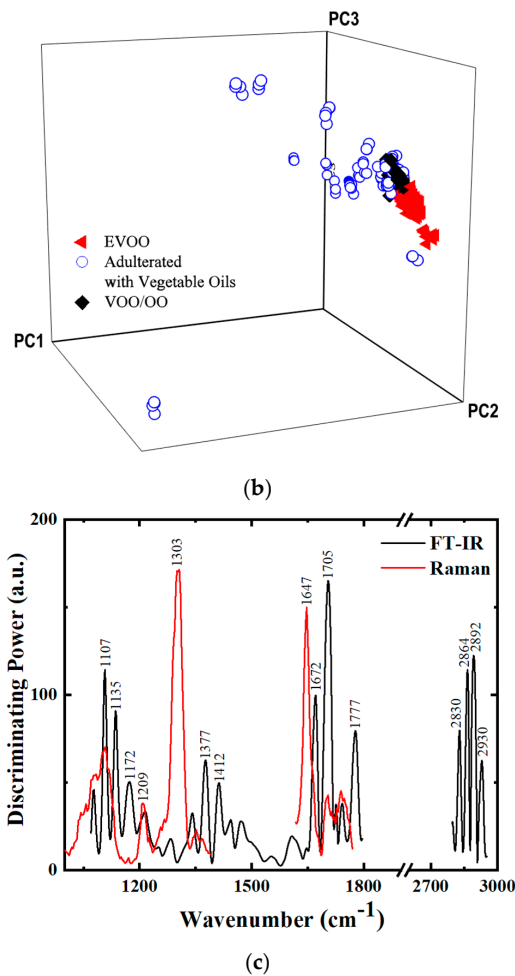 PC3
EVOO
Adulterated
with Vegetable Oils
VOO/OO
PC1
PC2
(b)
200
100
0
Discriminating Power (a.u.)
FT-IR
Raman
1107
1135
1172
1209
1303
1377
1412
1647
1672
1705
1777
2830
2864
2892
2930
1200
1500
1800
2700
3000
Wavenumber (cm-1)
(c)